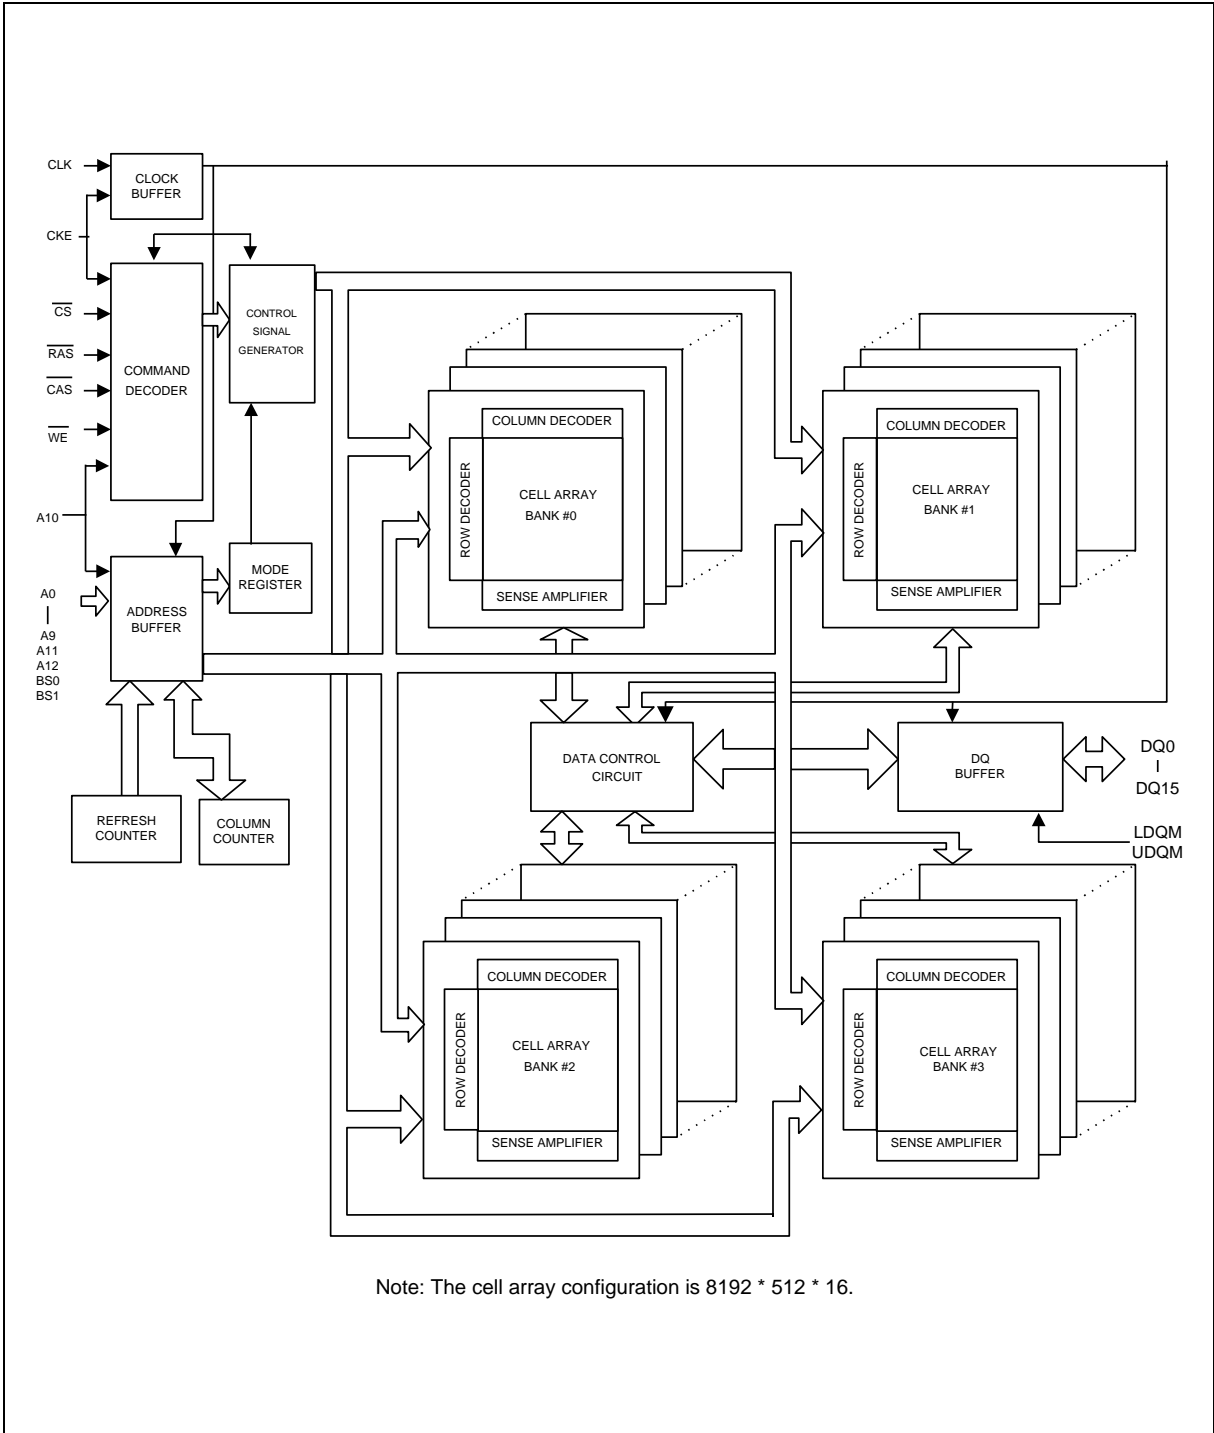 CLK
CLOCK
BUFFER
CKE
CS
RAS
CAS
WE
A10
COMMAND
DECODER
CONTROL
SIGNAL
GENERATOR
A0
A9
A11
A12
BS0
BS1
ADDRESS
BUFFER
MODE
REGISTER
REFRESH
COUNTER
COLUMN
COUNTER
COLUMN DECODER
ROW DECODER
CELL ARRAY
BANK #0
SENSE AMPLIFIER
COLUMN DECODER
ROW DECODER
CELL ARRAY
BANK #1
SENSE AMPLIFIER
DATA CONTROL
CIRCUIT
DQ
BUFFER
DQ0
DQ15
LDQM
UDQM
COLUMN DECODER
ROW DECODER
CELL ARRAY
BANK #2
SENSE AMPLIFIER
COLUMN DECODER
ROW DECODER
CELL ARRAY
BANK #3
SENSE AMPLIFIER
Note: The cell array configuration is 8192 * 512 * 16.